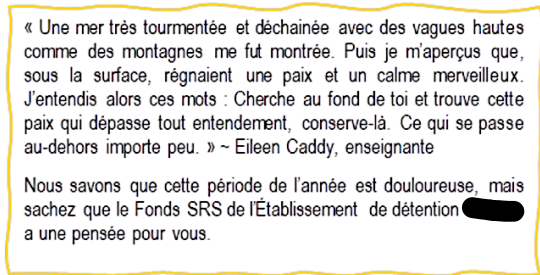 « Une mer très tourmentée et déchainée avec des vagues hautes
comme des montagnes me fut montrée. Puis je m'aperçus que,
sous la surface, régnaient une paix et un calme merveilleux.
J'entendis alors ces mots : Cherche au fond de toi et trouve cette
paix qui dépasse tout entendement, conserve-là. Ce qui se passe
au-dehors importe peu. » ~ Eileen Caddy, enseignante
Nous savons que cette période de l'année est douloureuse, mais
sachez que le Fonds SRS de l'Établissement de détention
a une pensée pour vous.